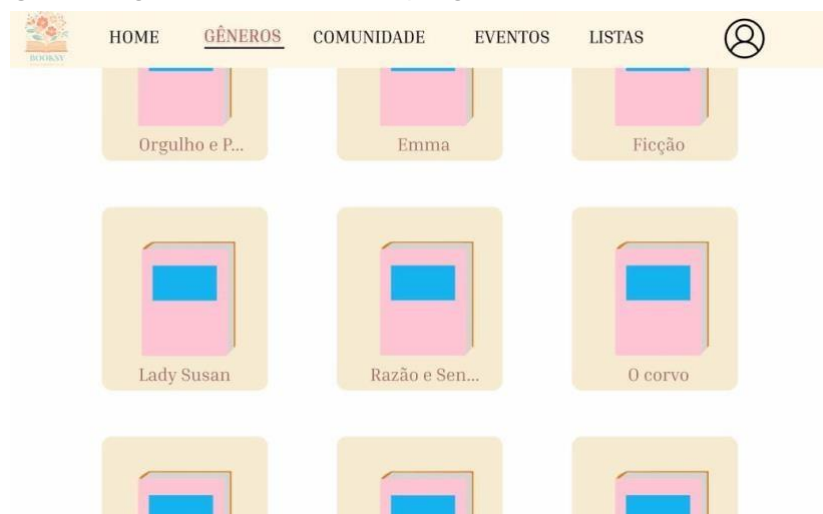 HOME GÊNEROS COMUNIDADE EVENTOS LISTAS
BOOKSY
Orgulho e P... Emma Ficção
Lady Susan Razão e Sen... O corvo